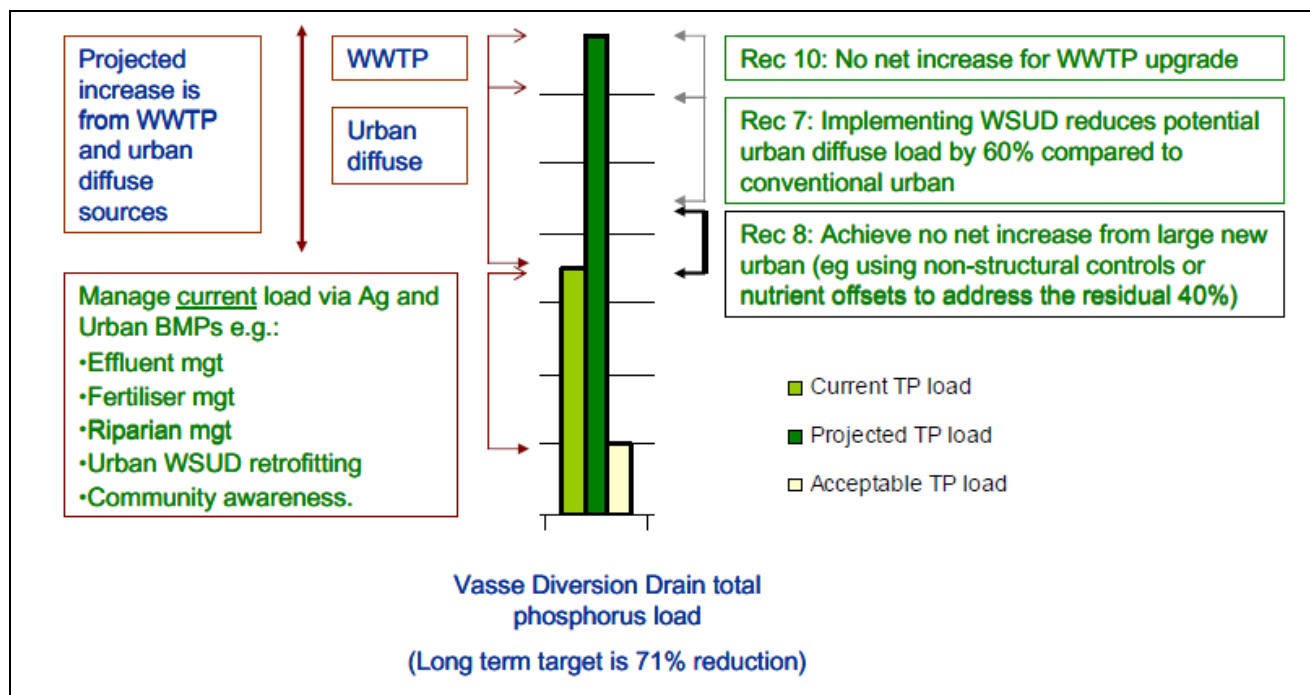 Projected
increase is
from WWTP
and urban
diffuse
sources
WWTP
Urban
diffuse
Manage current load via Ag and
Urban BMPs e.g.:
•Effluent mgt
•Fertiliser mgt
•Riparian mgt
•Urban WSUD retrofitting
•Community awareness.
Rec 10: No net increase for WWTP upgrade
Rec 7: Implementing WSUD reduces potential
urban diffuse load by 60% compared to
conventional urban
Rec 8: Achieve no net increase from large new
urban (eg using non-structural controls or
nutrient offsets to address the residual 40%)
Current TP load
Projected TP load
Acceptable TP load
Vasse Diversion Drain total
phosphorus load
(Long term target is 71% reduction)